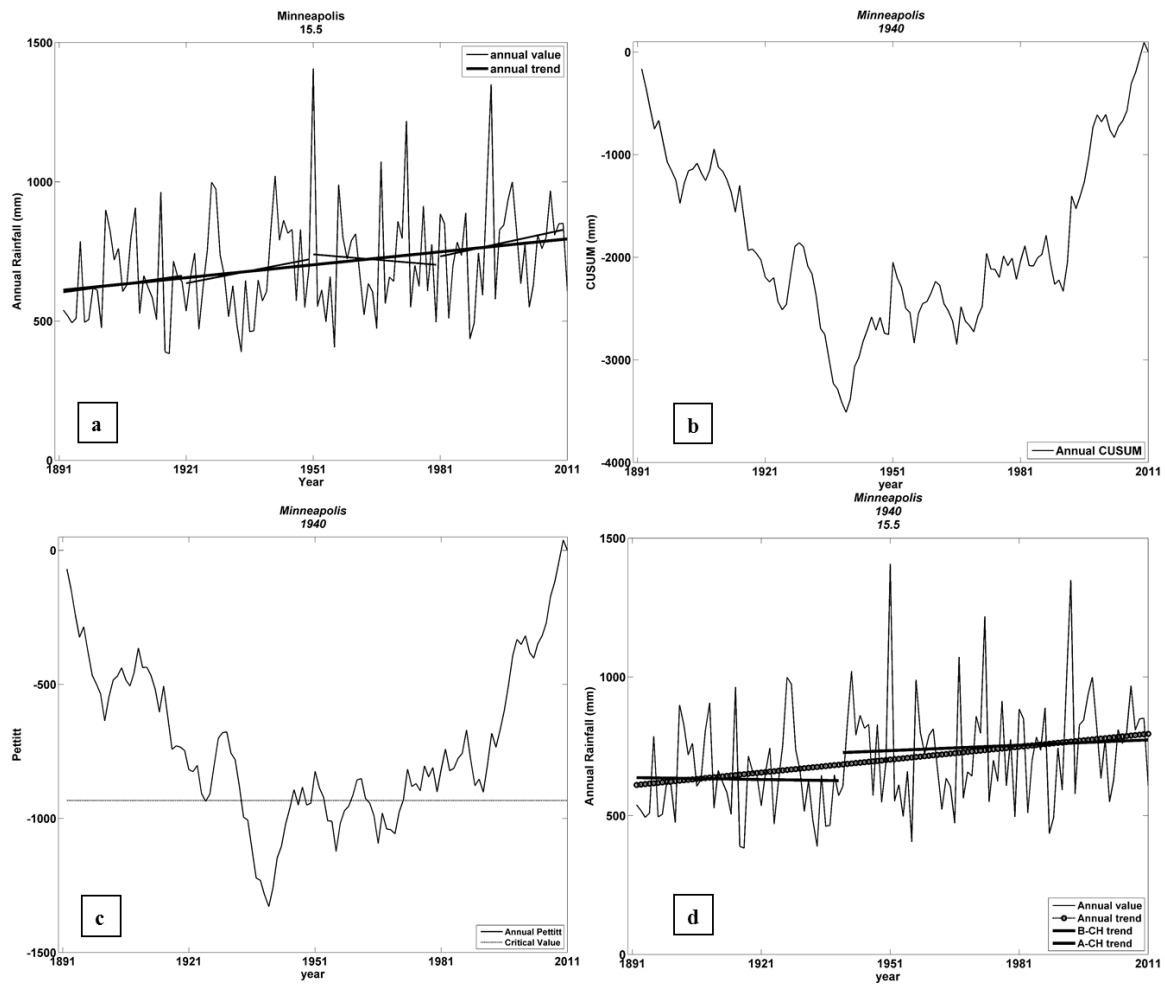 Minneapolis
15.5
1500
annual value
annual trend
1000
Annual Rainfall (mm)
500
a
0
1891
1921
1951
1981
2011
Year
Minneapolis
1940
0
-1000
CUSUM (mm)
-2000
-3000
b
Annual CUSUM
-4000
1891
1921
1951
1981
2011
year
Minneapolis
1940
0
-500
Pettitt
-1000
c
Annual Pettitt
Critical Value
-1500
1891
1921
1951
1981
2011
year
Minneapolis
1940
15.5
1500
1000
Annual Rainfall (mm)
500
d
Annual value
Annual trend
B-CH trend
A-CH trend
0
1891
1921
1951
1981
2011
year